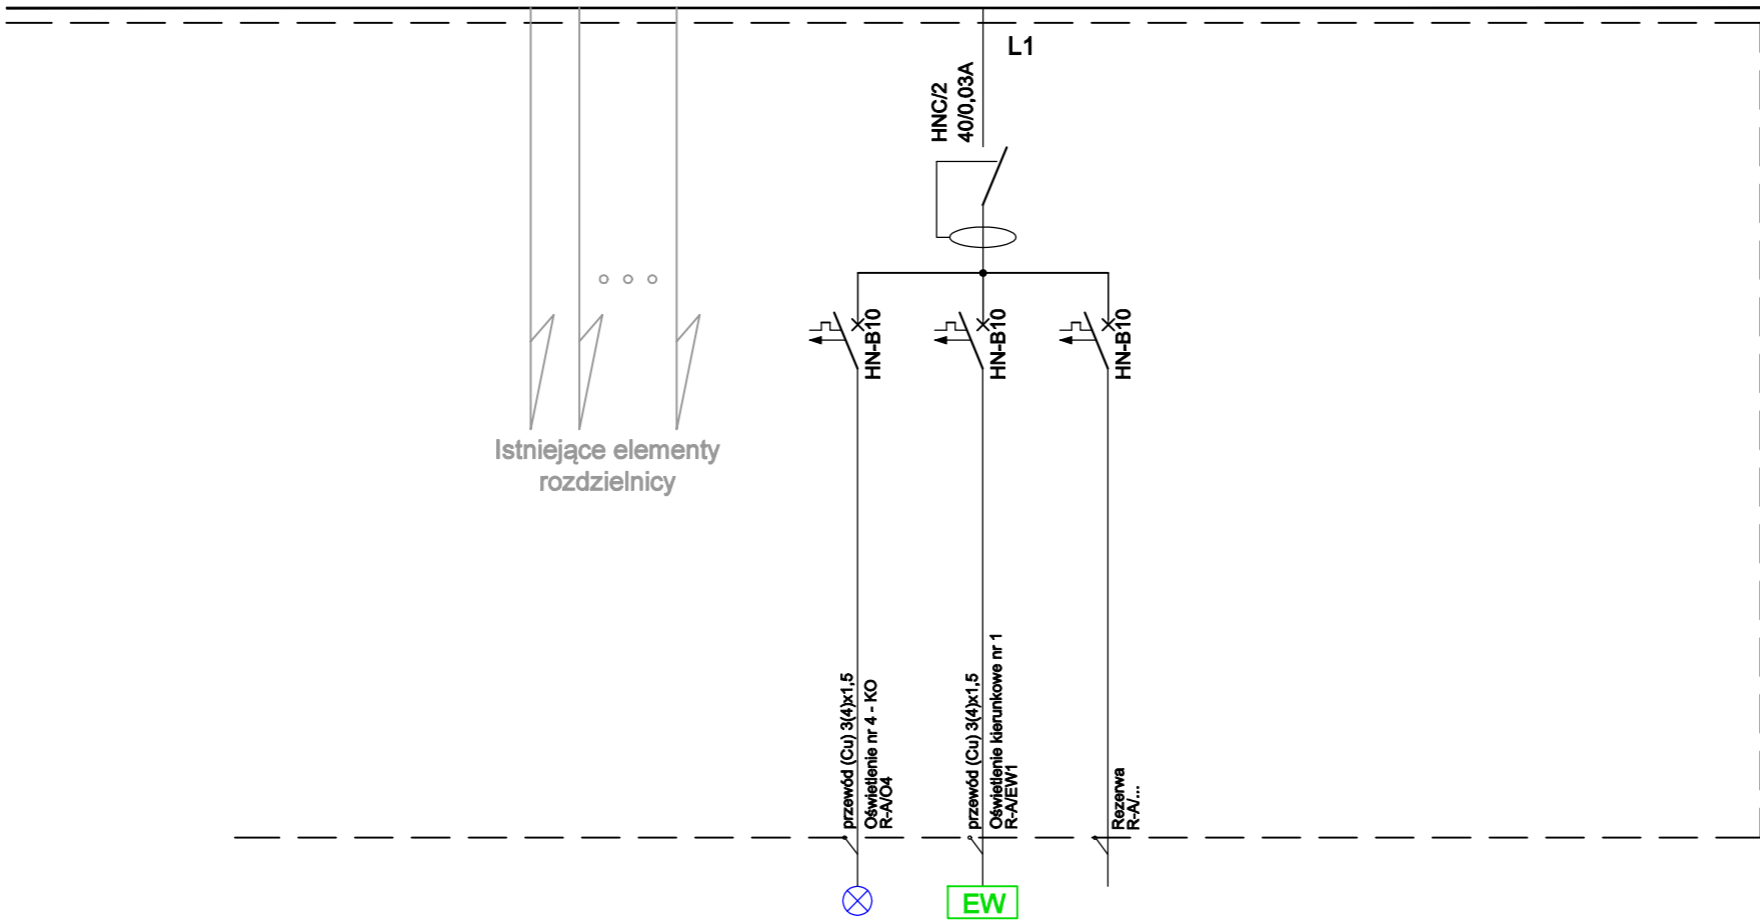 L1
HNC/2
40/0,03A
HN-B10
HN-B10
HN-B10
Istniejące elementy
rozdzielnicy
przewód (Cu) 3(4)x1,5
Oświetlenie nr 4 - KO
R-A/O4
przewód (Cu) 3(4)x1,5
Oświetlenie kierunkowe nr 1
R-A/EW1
Rezerwa
R-A/...
EW